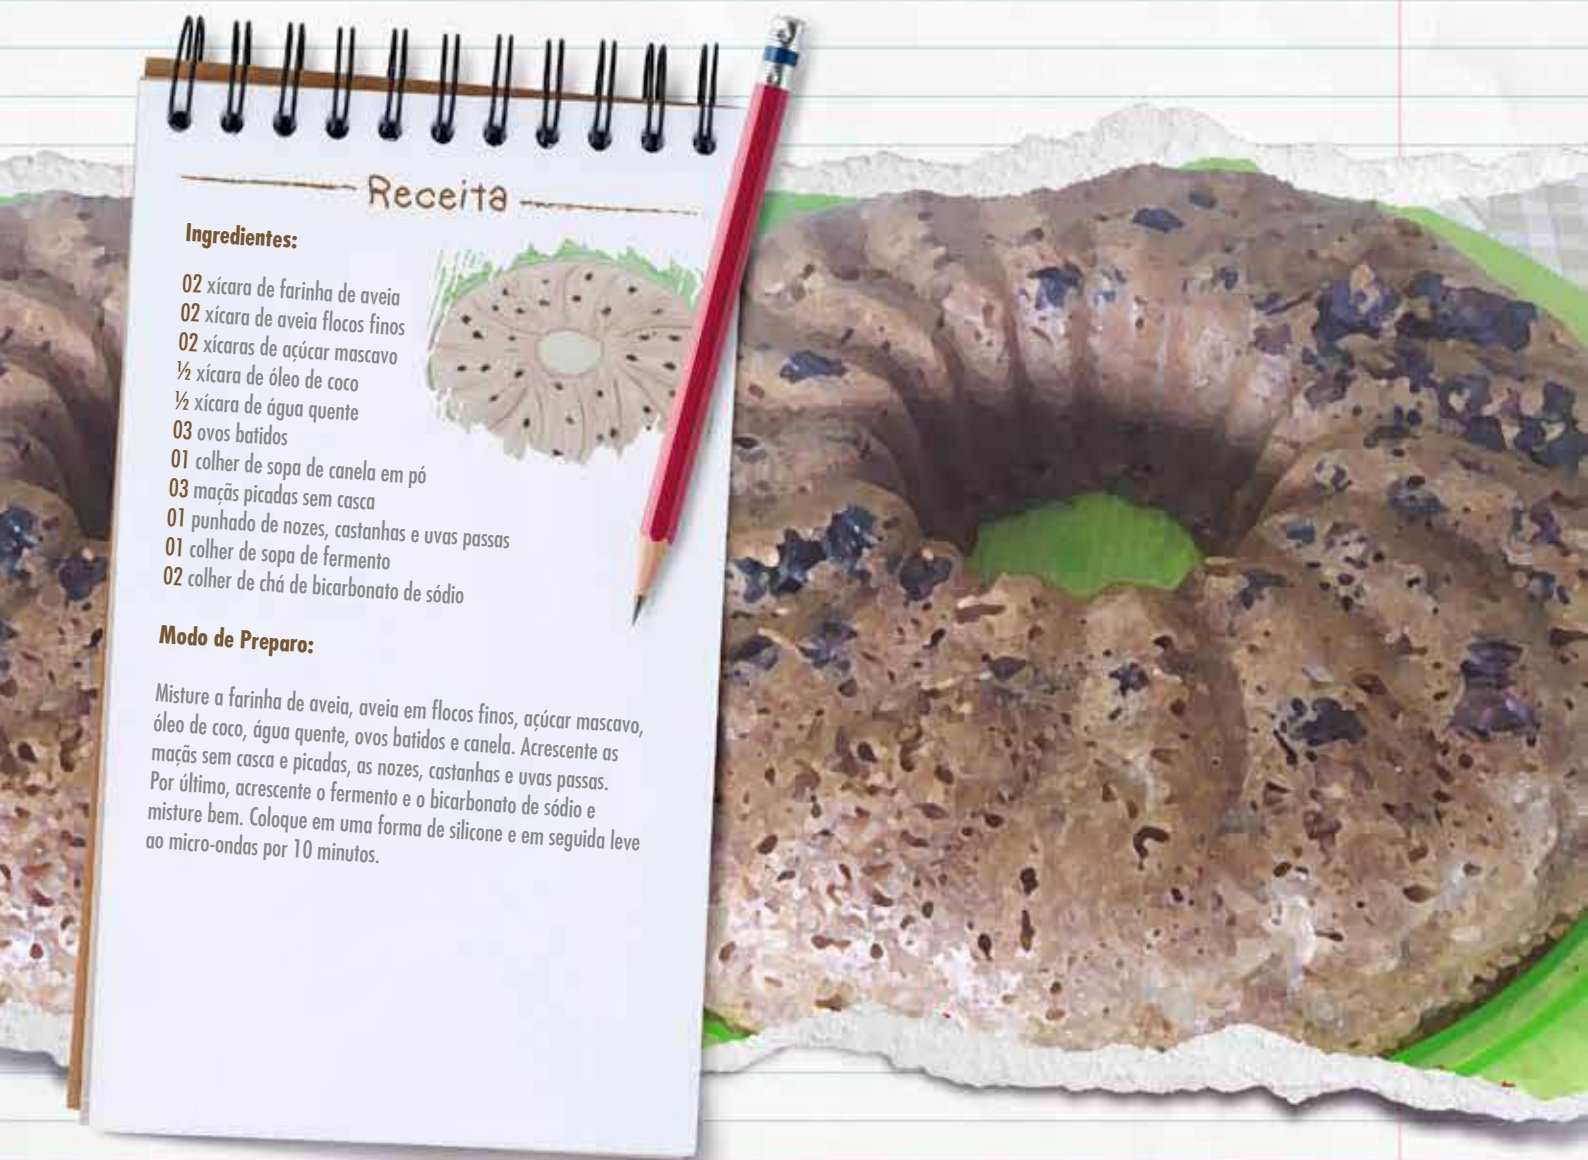 Receita
Ingredientes:
02 xícara de farinha de aveia
02 xícara de aveia flocos finos
02 xícaras de açúcar mascavo
½ xícara de óleo de coco
½ xícara de água quente
03 ovos batidos
01 colher de sopa de canela em pó
03 maçãs picadas sem casca
01 punhado de nozes, castanhas e uvas passas
01 colher de sopa de fermento
02 colher de chá de bicarbonato de sódio
Modo de Preparo:
Misture a farinha de aveia, aveia em flocos finos, açúcar mascavo,
óleo de coco, água quente, ovos batidos e canela. Acrescente as
maçãs sem casca e picadas, as nozes, castanhas e uvas passas.
Por último, acrescente o fermento e o bicarbonato de sódio e
misture bem. Coloque em uma forma de silicone e em seguida leve
ao micro-ondas por 10 minutos.